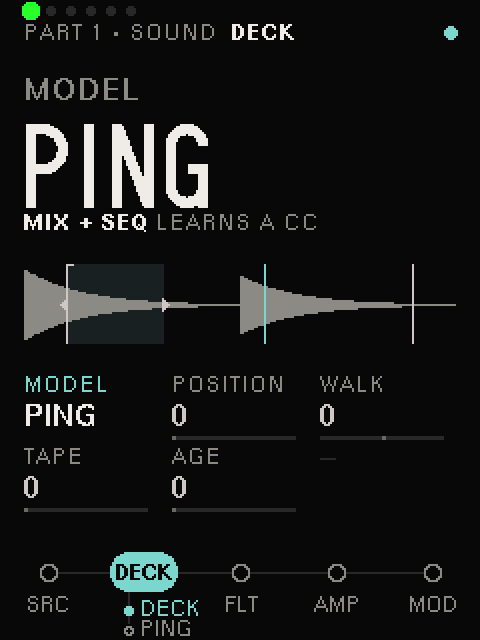 PART 1 · SOUND DECK
MODEL
PING
MIX + SEQ LEARNS A CC
MODEL POSITION WALK
PING 0 0
TAPE AGE —
0 0
DECK
SRC FLT AMP MOD
DECK
PING